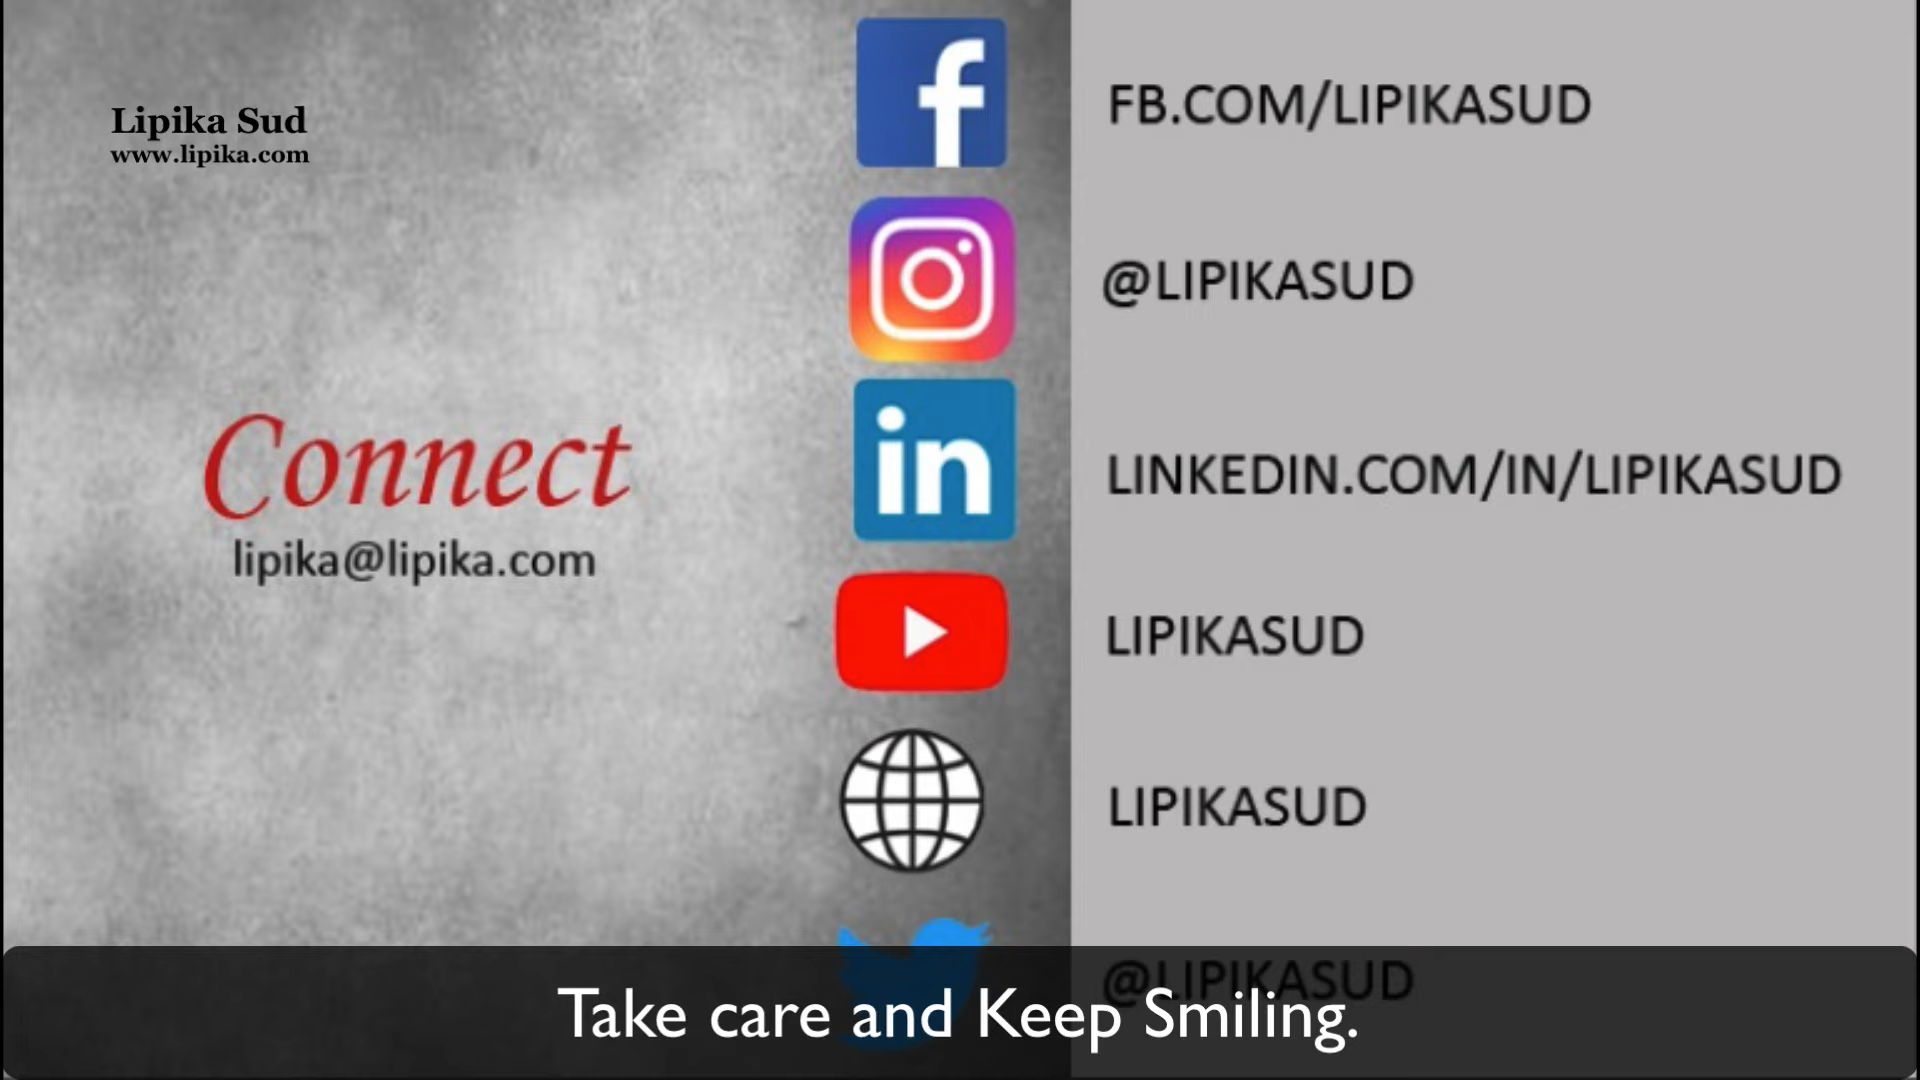 Lipika Sud
www.lipika.com
Connect
lipika@lipika.com
FB.COM/LIPIKASUD
@LIPIKASUD
in
LINKEDIN.COM/IN/LIPIKASUD
LIPIKASUD
LIPIKASUD
@LIPIKASUD
Take care and Keep Smiling.